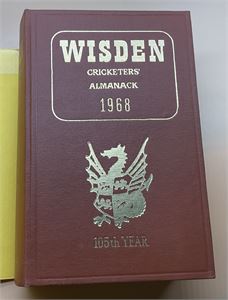 WISDEN
CRICKETERS'
ALMANACK
1968
105th YEAR